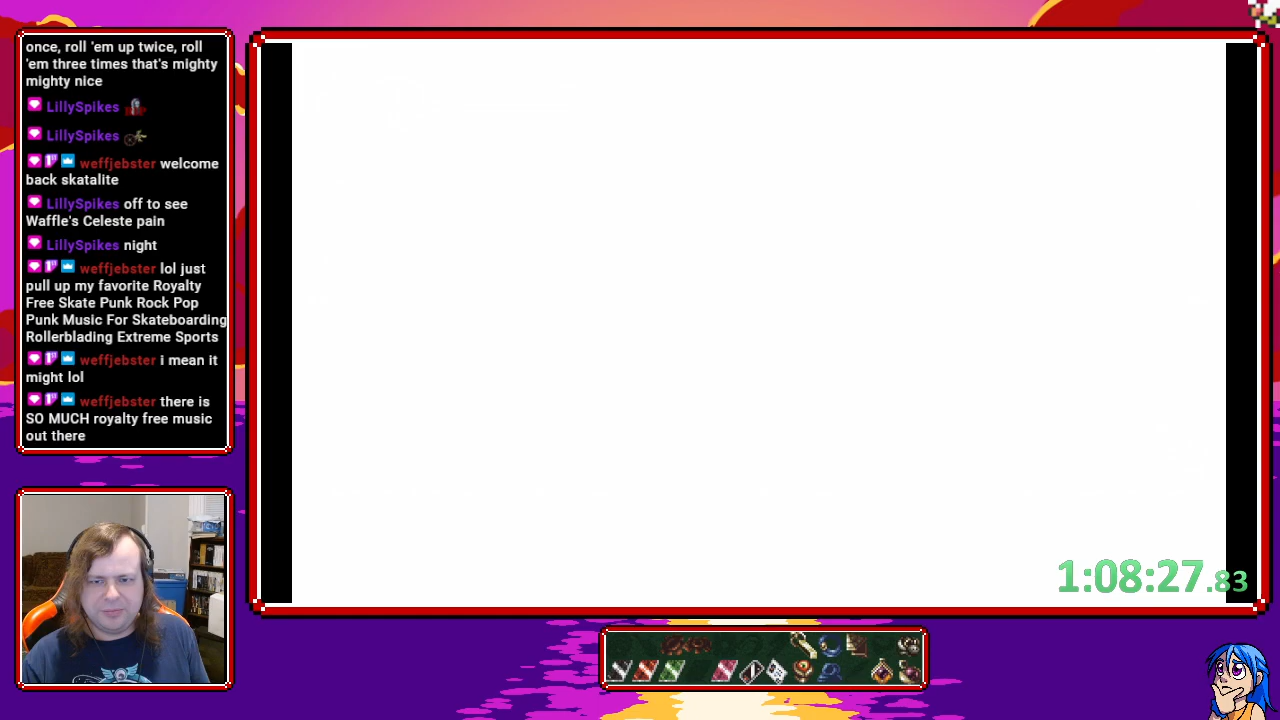 once, roll 'em up twice, roll
'em three times that's mighty
mighty nice
LillySpikes
LillySpikes
weffjebster welcome
back skatalite
LillySpikes off to see
Waffle's Celeste pain
LillySpikes night
weffjebster lol just
pull up my favorite Royalty
Free Skate Punk Rock Pop
Punk Music For Skateboarding
Rollerblading Extreme Sports
weffjebster i mean it
might lol
weffjebster there is
SO MUCH royalty free music
out there
1:08:27.83